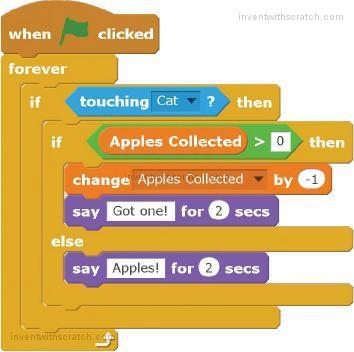 inventwithscratch.com
when clicked
forever
if touching Cat ? then
if Apples Collected > 0 then
change Apples Collected by -1
say Got one! for 2 secs
else
say Apples! for 2 secs
inventwithscratch.com